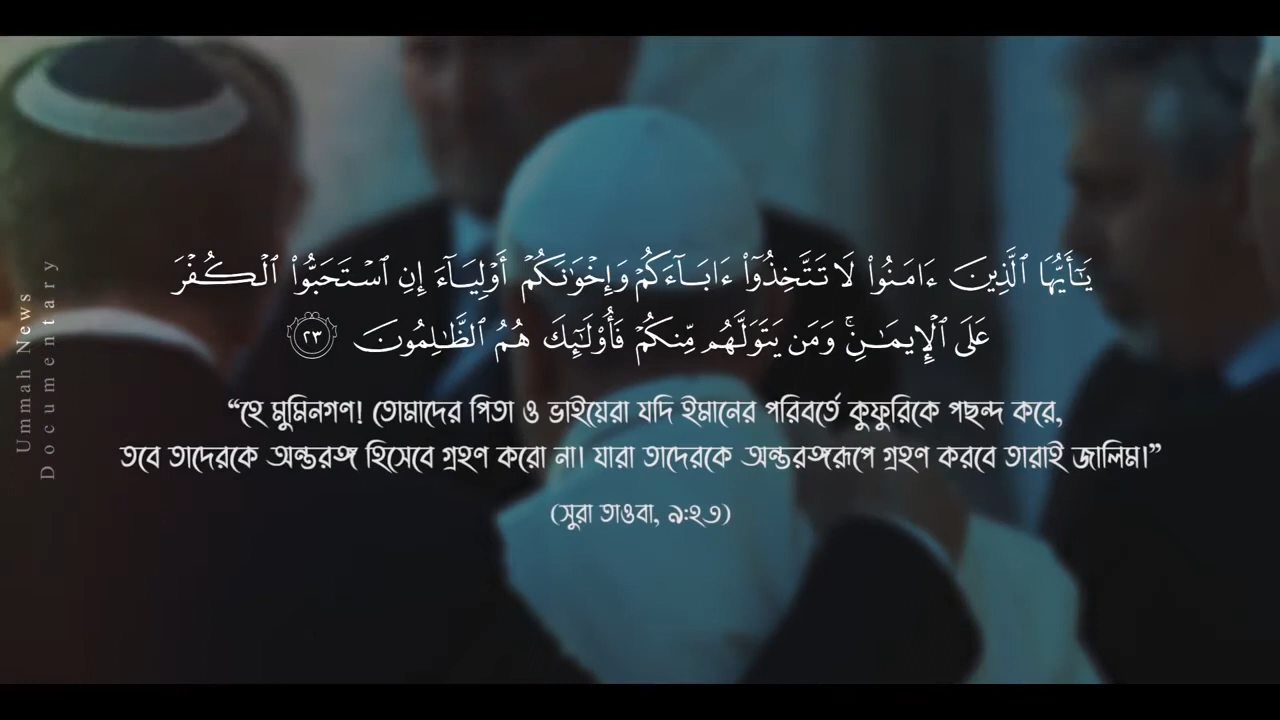 يَـٰٓأَيُّهَا ٱلَّذِينَ ءَامَنُوا۟ لَا تَتَّخِذُوٓا۟ ءَابَآءَكُمْ وَإِخْوَٰنَكُمْ أَوْلِيَآءَ إِنِ ٱسْتَحَبُّوا۟ ٱلْكُفْرَ
عَلَى ٱلْإِيمَـٰنِ ۚ وَمَن يَتَوَلَّهُم مِّنكُمْ فَأُو۟لَـٰٓئِكَ هُمُ ٱلظَّـٰلِمُونَ ٢٣
“হে মুমিনগণ! তোমাদের পিতা ও ভাইয়েরা যদি ইমানের পরিবর্তে কুফুরিকে পছন্দ করে,
তবে তাদেরকে অন্তরঙ্গ হিসেবে গ্রহণ করো না। যারা তাদেরকে অন্তরঙ্গরূপে গ্রহণ করবে তারাই জালিম।”
(সুরা তাওবা, ৯:২৩)
Ummah News
Documentary